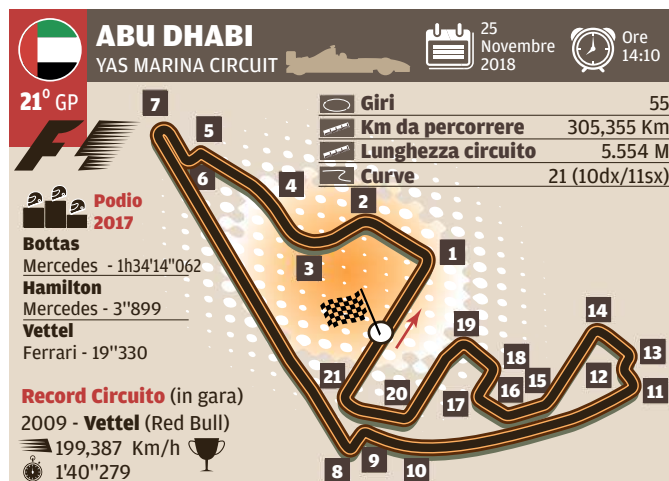 ABU DHABI
YAS MARINA CIRCUIT
25
Novembre
2018
Ore
14:10
21° GP
F1
Giri 55
Km da percorrere 305,355 Km
Lunghezza circuito 5.554 M
Curve 21 (10dx/11sx)
Podio
2017
Bottas
Mercedes - 1h34'14"062
Hamilton
Mercedes - 3"899
Vettel
Ferrari - 19"330
Record Circuito (in gara)
2009 - Vettel (Red Bull)
199,387 Km/h
1'40"279
7
5
6
4
2
3
1
19
14
18
13
21
20
17
16
15
12
11
8
9
10